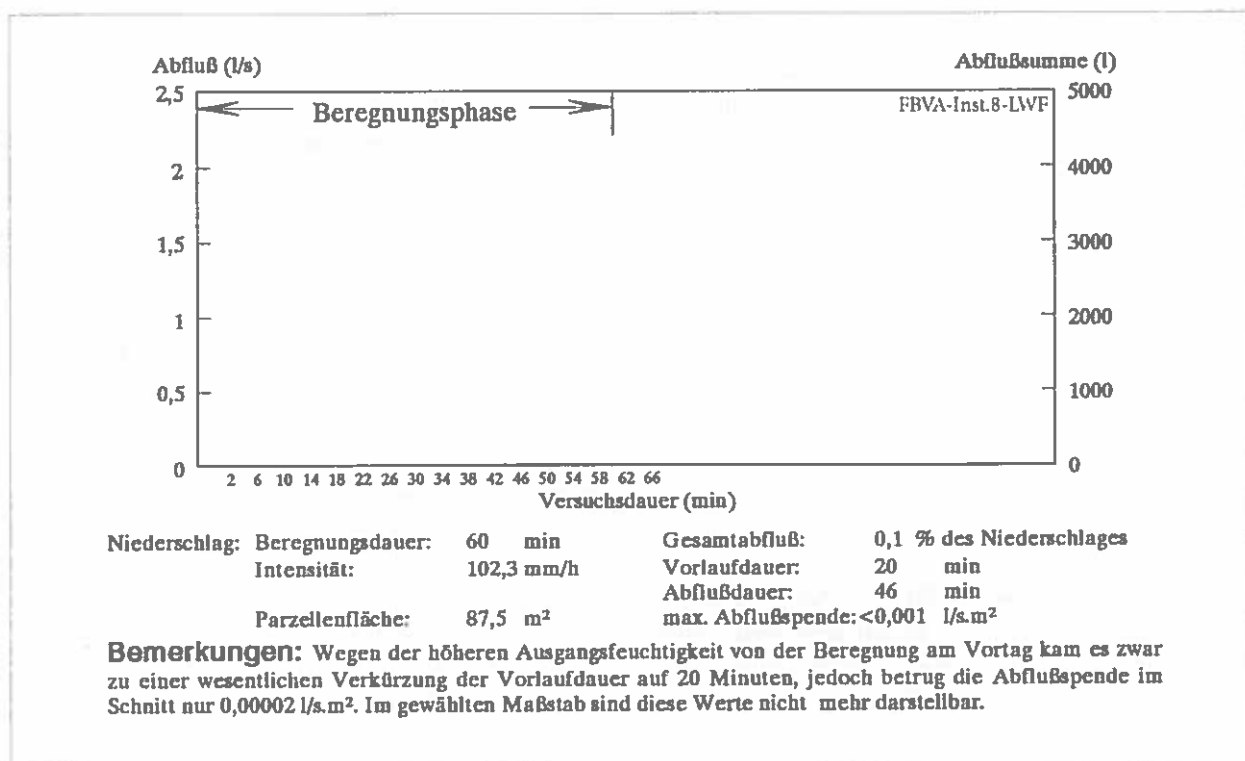 Abfluß (l/s) Abflußsumme (l)
2,5 Beregnungsphase FBVA-Inst.8-LWF 5000
2 4000
1,5 3000
1 2000
0,5 1000
0 0
2 6 10 14 18 22 26 30 34 38 42 46 50 54 58 62 66
Versuchsdauer (min)
Niederschlag: Beregnungsdauer: 60 min Gesamtabfluß: 0,1 % des Niederschlages
Intensität: 102,3 mm/h Vorlaufdauer: 20 min
Abflußdauer: 46 min
Parzellenfläche: 87,5 m² max. Abflußspende: <0,001 l/s.m²
Bemerkungen: Wegen der höheren Ausgangsfeuchtigkeit von der Beregnung am Vortag kam es zwar
zu einer wesentlichen Verkürzung der Vorlaufdauer auf 20 Minuten, jedoch betrug die Abflußspende im
Schnitt nur 0,00002 l/s.m². Im gewählten Maßstab sind diese Werte nicht mehr darstellbar.